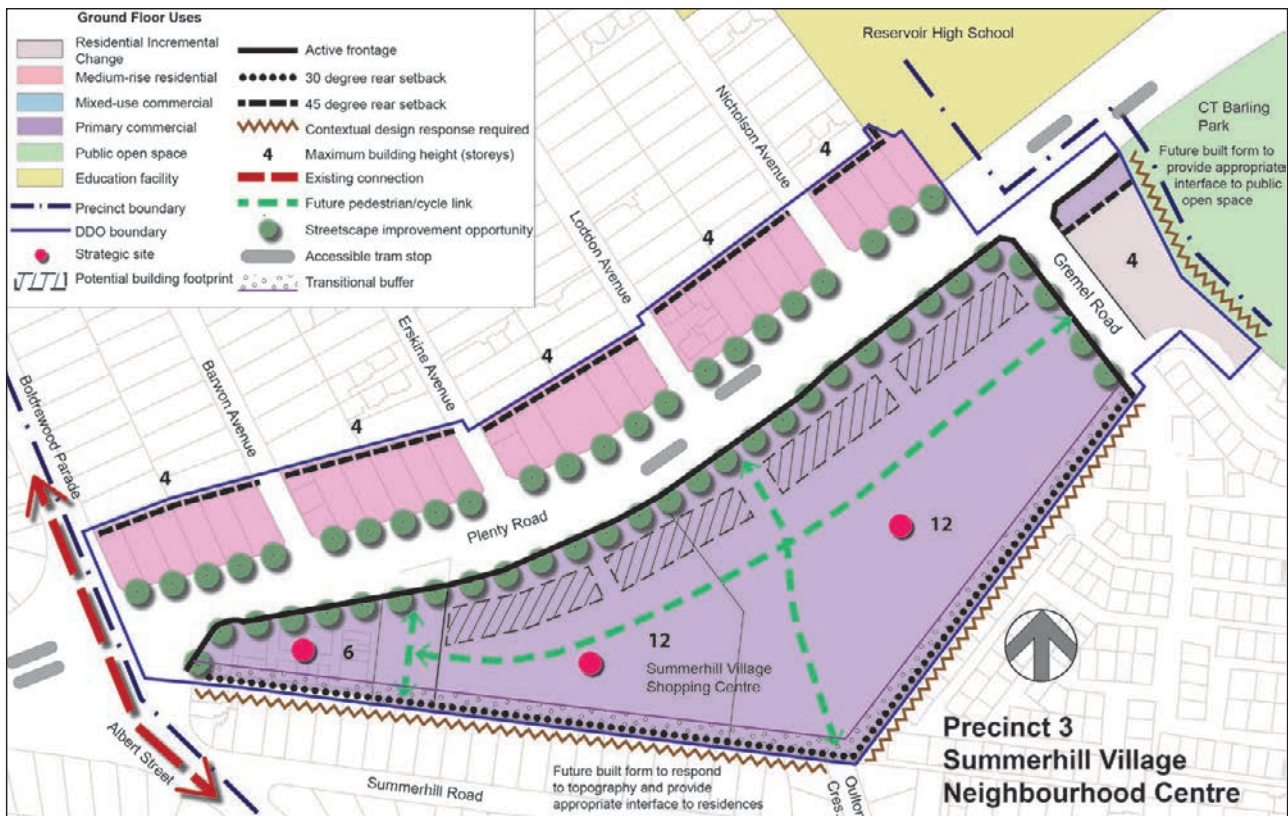 Ground Floor Uses
Residential Incremental
Change
Medium-rise residential
Mixed-use commercial
Primary commercial
Public open space
Education facility
Precinct boundary
DDO boundary
Strategic site
Potential building footprint
Active frontage
30 degree rear setback
45 degree rear setback
Contextual design response required
4 Maximum building height (storeys)
Existing connection
Future pedestrian/cycle link
Streetscape improvement opportunity
Accessible tram stop
Transitional buffer
Reservoir High School
CT Barling
Park
Future built form to
provide appropriate
interface to public
open space
Nicholson Avenue
4
Loddon Avenue
4
Erskine Avenue
4
Barwon Avenue
4
Boldrewood Parade
4
Gremel Road
4
Plenty Road
12
12
6
Summerhill Village
Shopping Centre
Albert Street
Summerhill Road
Future built form to respond
to topography and provide
appropriate interface to residences
Oulton
Cres.
Precinct 3
Summerhill Village
Neighbourhood Centre